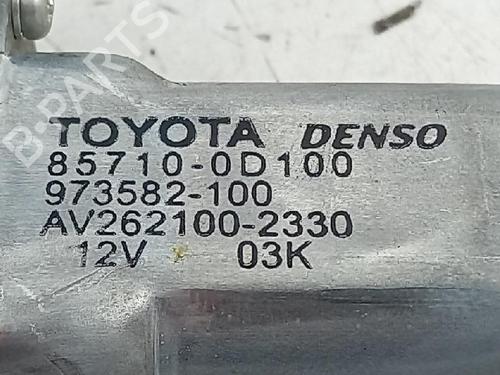 B-PARTS
TOYOTA DENSO
85710-0D100
973582-100
AV262100-2330
12V 03K